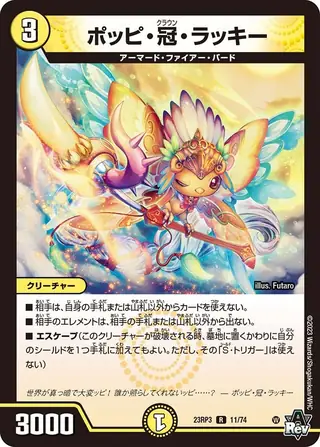 3
クラウン
ポッピ・冠・ラッキー
アーマード・ファイアー・バード
illus. Futaro
クリーチャー
■相手は、自身の手札または山札以外からカードを使えない。
■相手のエレメントは、相手の手札または山札以外から出ない。
■エスケープ(このクリーチャーが破壊される時、墓地に置くかわりに自
分のシールドを1つ手札に加えてもよい。ただし、その「S・トリガー」は使え
ない)
世界が真っ暗で大変ッピ! 誰か照らしてくれないッピか? ― ポッピ・冠・ラッキー
3000
1
23RP3 R 11/74
Rev
©2023 Wizards/Shogakukan/WHC